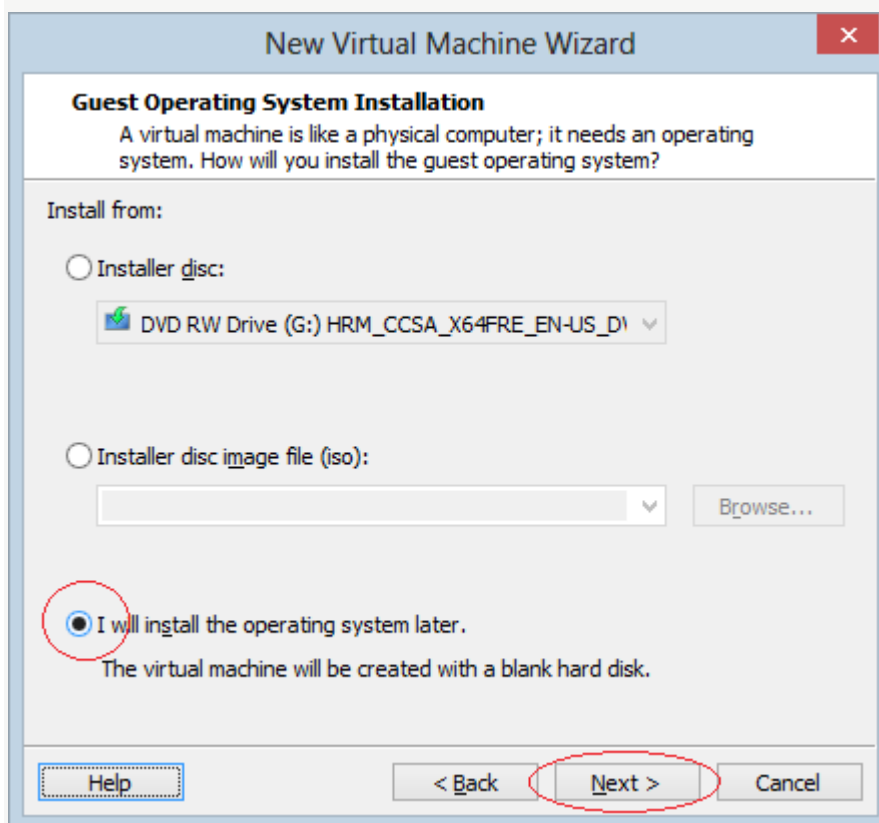 New Virtual Machine Wizard
Guest Operating System Installation
A virtual machine is like a physical computer; it needs an operating
system. How will you install the guest operating system?
Install from:
Installer disc:
DVD RW Drive (G:) HRM_CCSA_X64FRE_EN-US_D\
Installer disc image file (iso):
Browse...
I will install the operating system later.
The virtual machine will be created with a blank hard disk.
Help
< Back
Next >
Cancel